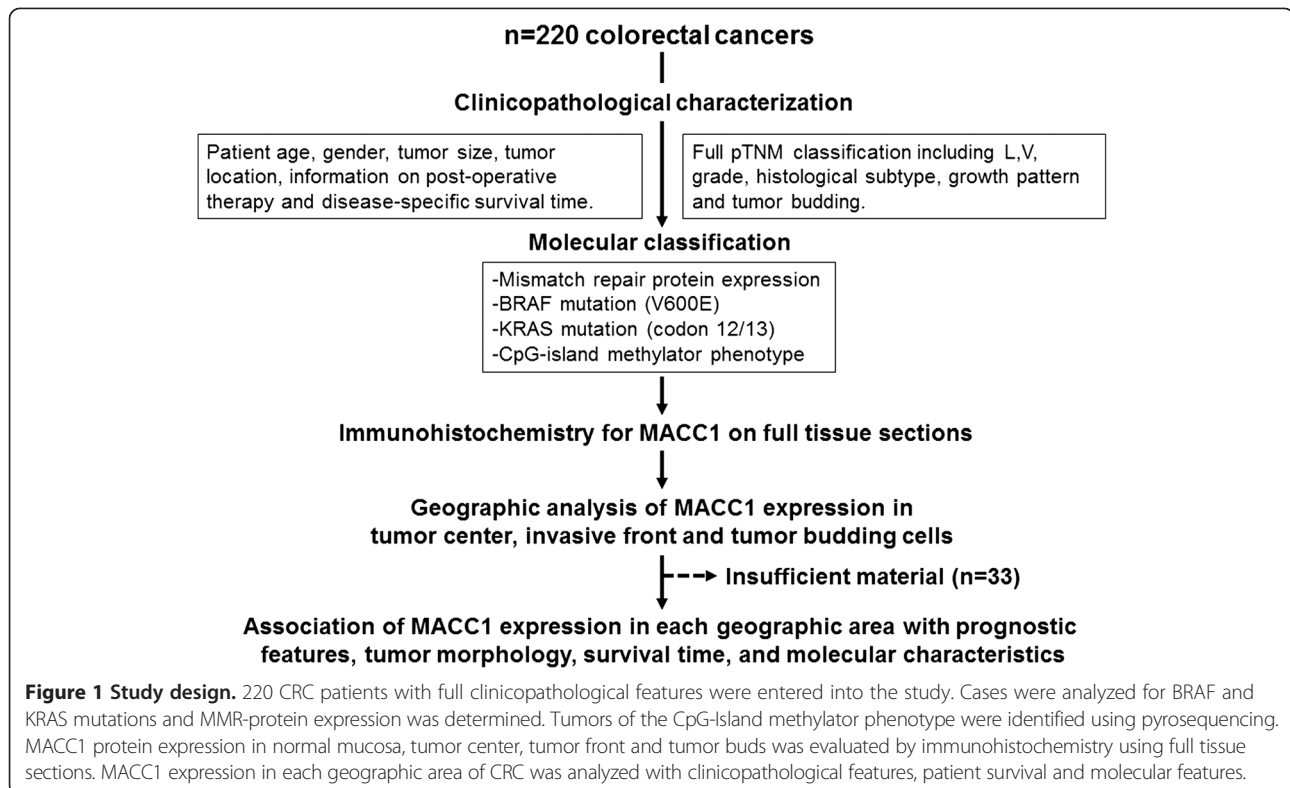 n=220 colorectal cancers
Clinicopathological characterization
Patient age, gender, tumor size, tumor
location, information on post-operative
therapy and disease-specific survival time.
Full pTNM classification including L,V,
grade, histological subtype, growth pattern
and tumor budding.
Molecular classification
-Mismatch repair protein expression
-BRAF mutation (V600E)
-KRAS mutation (codon 12/13)
-CpG-island methylator phenotype
Immunohistochemistry for MACC1 on full tissue sections
Geographic analysis of MACC1 expression in
tumor center, invasive front and tumor budding cells
Insufficient material (n=33)
Association of MACC1 expression in each geographic area with prognostic
features, tumor morphology, survival time, and molecular characteristics
Figure 1 Study design. 220 CRC patients with full clinicopathological features were entered into the study. Cases were analyzed for BRAF and
KRAS mutations and MMR-protein expression was determined. Tumors of the CpG-Island methylator phenotype were identified using pyrosequencing.
MACC1 protein expression in normal mucosa, tumor center, tumor front and tumor buds was evaluated by immunohistochemistry using full tissue
sections. MACC1 expression in each geographic area of CRC was analyzed with clinicopathological features, patient survival and molecular features.